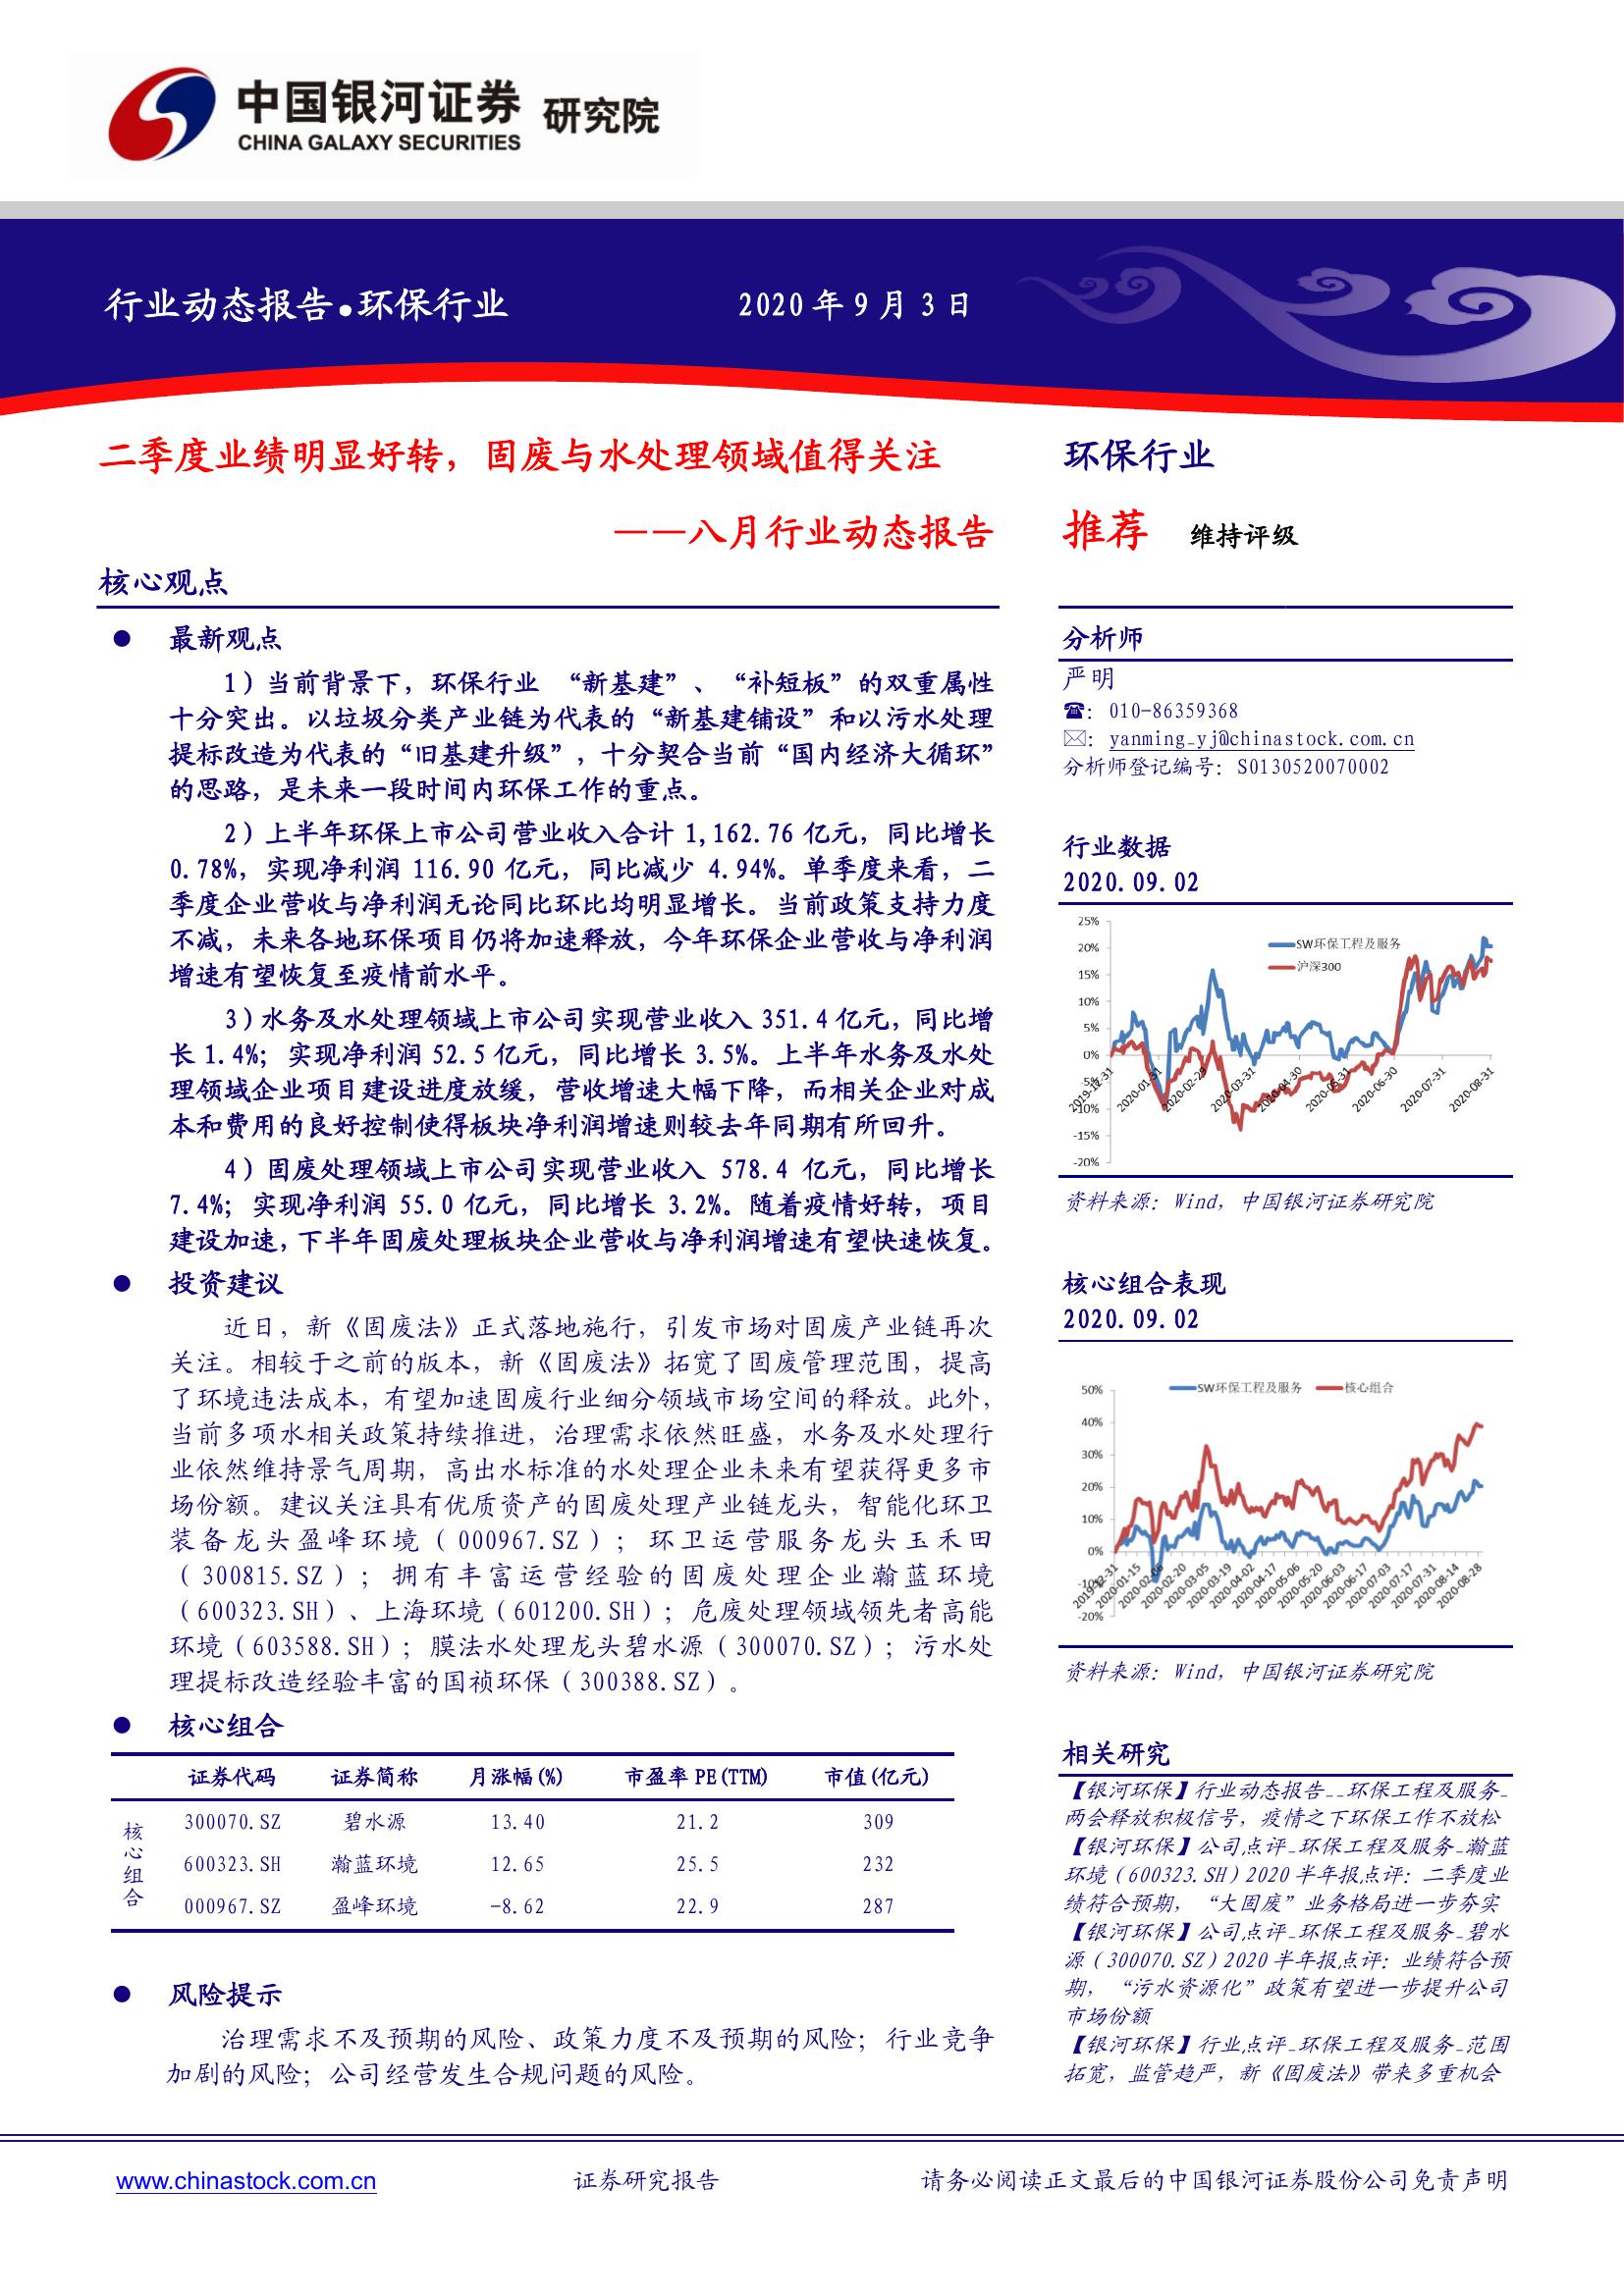 中国银河证券 研究院
CHINA GALAXY SECURITIES
行业动态报告●环保行业
2020 年 9 月 3 日
二季度业绩明显好转，固废与水处理领域值得关注
——八月行业动态报告
核心观点
● 最新观点
1）当前背景下，环保行业 “新基建”、“补短板”的双重属性
十分突出。以垃圾分类产业链为代表的“新基建铺设”和以污水处理
提标改造为代表的“旧基建升级”，十分契合当前“国内经济大循环”
的思路，是未来一段时间内环保工作的重点。
2）上半年环保上市公司营业收入合计 1,162.76 亿元，同比增长
0.78%，实现净利润 116.90 亿元，同比减少 4.94%。单季度来看，二
季度企业营收与净利润无论同比环比均明显增长。当前政策支持力度
不减，未来各地环保项目仍将加速释放，今年环保企业营收与净利润
增速有望恢复至疫情前水平。
3）水务及水处理领域上市公司实现营业收入 351.4 亿元，同比增
长 1.4%；实现净利润 52.5 亿元，同比增长 3.5%。上半年水务及水处
理领域企业项目建设进度放缓，营收增速大幅下降，而相关企业对成
本和费用的良好控制使得板块净利润增速则较去年同期有所回升。
4）固废处理领域上市公司实现营业收入 578.4 亿元，同比增长
7.4%；实现净利润 55.0 亿元，同比增长 3.2%。随着疫情好转，项目
建设加速，下半年固废处理板块企业营收与净利润增速有望快速恢复。
● 投资建议
近日，新《固废法》正式落地施行，引发市场对固废产业链再次
关注。相较于之前的版本，新《固废法》拓宽了固废管理范围，提高
了环境违法成本，有望加速固废行业细分领域市场空间的释放。此外，
当前多项水相关政策持续推进，治理需求依然旺盛，水务及水处理行
业依然维持景气周期，高出水标准的水处理企业未来有望获得更多市
场份额。建议关注具有优质资产的固废处理产业链龙头，智能化环卫
装备龙头盈峰环境（000967.SZ）；环卫运营服务龙头玉禾田
（300815.SZ）；拥有丰富运营经验的固废处理企业瀚蓝环境
（600323.SH）、上海环境（601200.SH）；危废处理领域领先者高能
环境（603588.SH）；膜法水处理龙头碧水源（300070.SZ）；污水处
理提标改造经验丰富的国祯环保（300388.SZ）。
● 核心组合
证券代码 证券简称 月涨幅(%) 市盈率 PE(TTM) 市值(亿元)
核心组合
300070.SZ 碧水源 13.40 21.2 309
600323.SH 瀚蓝环境 12.65 25.5 232
000967.SZ 盈峰环境 -8.62 22.9 287
● 风险提示
治理需求不及预期的风险、政策力度不及预期的风险；行业竞争
加剧的风险；公司经营发生合规问题的风险。
环保行业
推荐 维持评级
分析师
严明
☎：010-86359368
✉：yanming_yj@chinastock.com.cn
分析师登记编号：S0130520070002
行业数据
2020.09.02
SW环保工程及服务
沪深300
25%
20%
15%
10%
5%
0%
-5%
-10%
-15%
-20%
2019-12-31 2020-01-31 2020-02-29 2020-03-31 2020-04-30 2020-05-31 2020-06-30 2020-07-31 2020-08-31
资料来源：Wind，中国银河证券研究院
核心组合表现
2020.09.02
SW环保工程及服务 核心组合
50%
40%
30%
20%
10%
0%
-10%
-20%
2019-12-31 2020-01-15 2020-02-06 2020-02-20 2020-03-05 2020-03-19 2020-04-02 2020-04-17 2020-05-06 2020-05-20 2020-06-03 2020-06-17 2020-07-03 2020-07-17 2020-07-31 2020-08-14 2020-08-28
资料来源：Wind，中国银河证券研究院
相关研究
【银河环保】行业动态报告__环保工程及服务_
两会释放积极信号，疫情之下环保工作不放松
【银河环保】公司点评_环保工程及服务_瀚蓝
环境（600323.SH）2020 半年报点评：二季度业
绩符合预期，“大固废”业务格局进一步夯实
【银河环保】公司点评_环保工程及服务_碧水
源（300070.SZ）2020 半年报点评：业绩符合预
期，“污水资源化”政策有望进一步提升公司
市场份额
【银河环保】行业点评_环保工程及服务_范围
拓宽，监管趋严，新《固废法》带来多重机会
www.chinastock.com.cn
证券研究报告
请务必阅读正文最后的中国银河证券股份公司免责声明